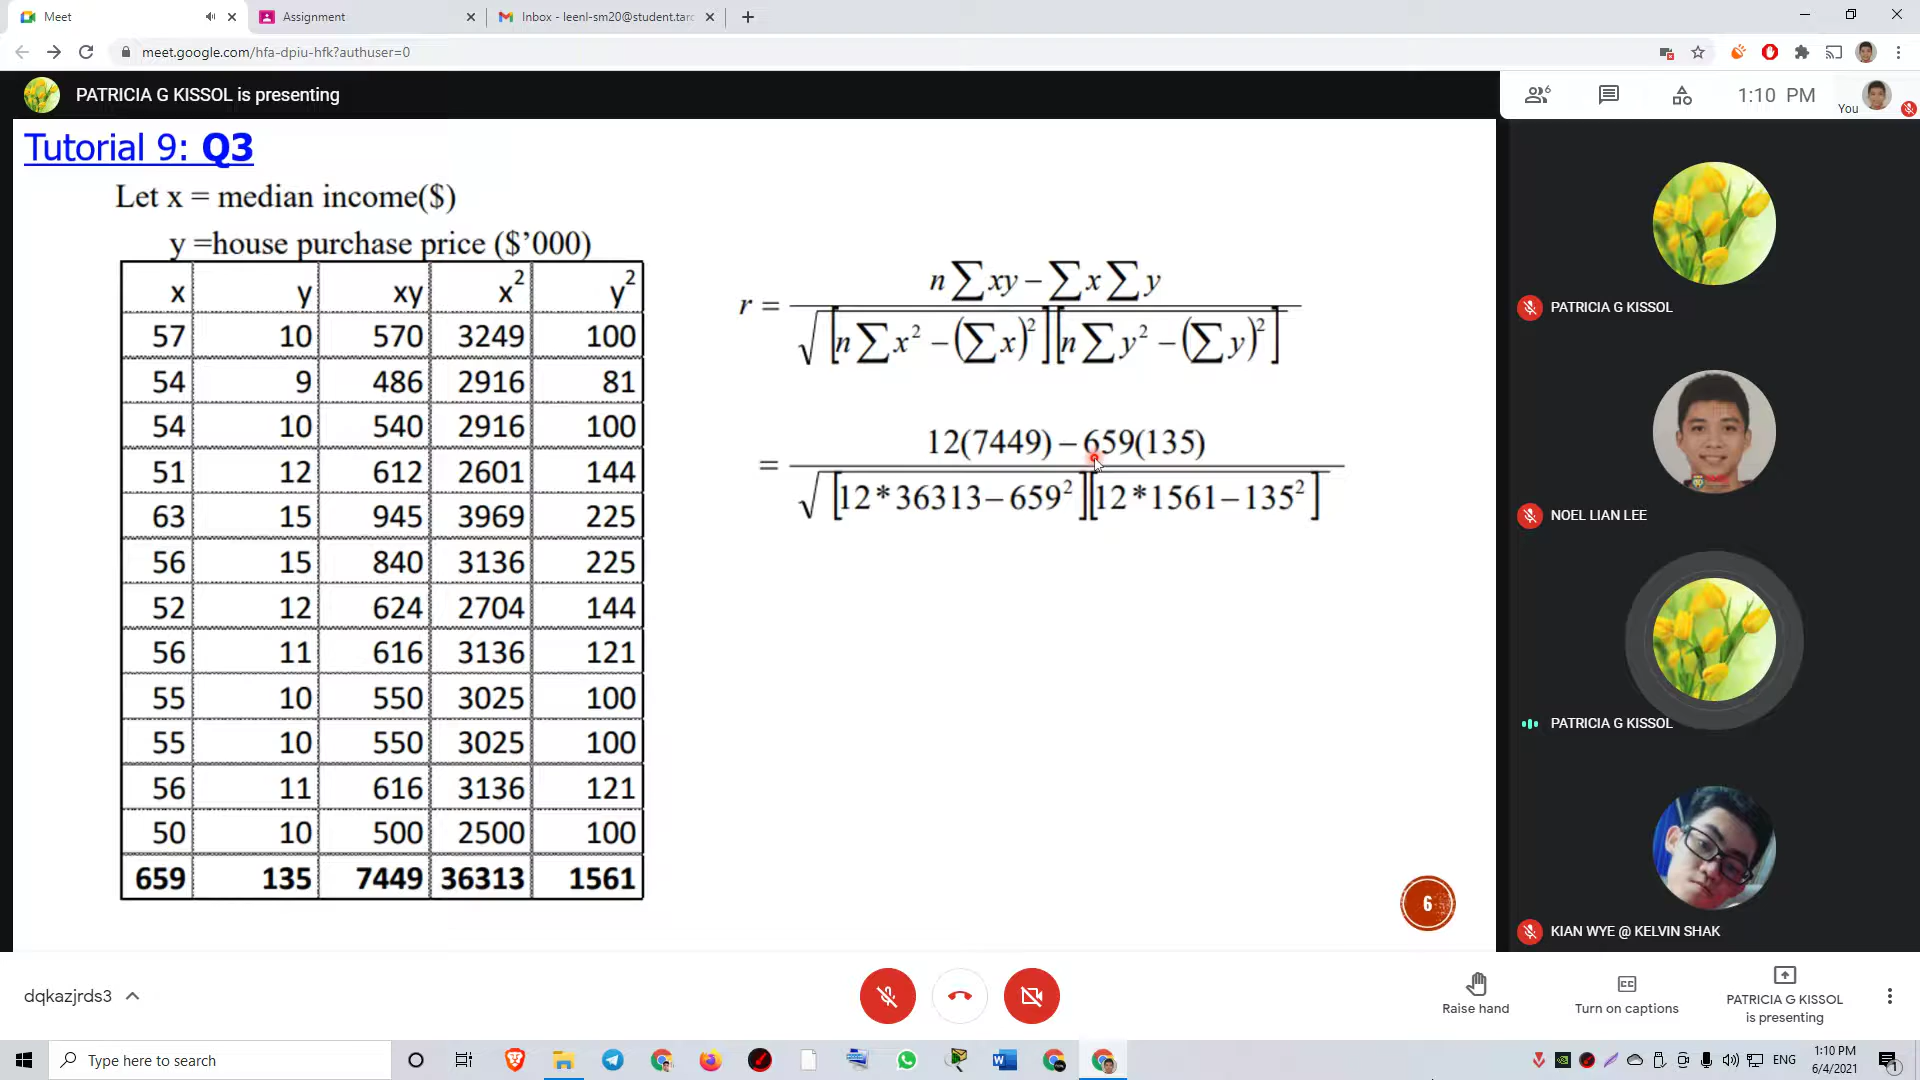 Meet
Assignment
Inbox - leenl-sm20@student.tarc
meet.google.com/hfa-dpiu-hfk?authuser=0
PATRICIA G KISSOL is presenting
6
1:10 PM
You
Tutorial 9: Q3
Let x = median income($)
y =house purchase price ($’000)
x y xy x² y²
57 10 570 3249 100
54 9 486 2916 81
54 10 540 2916 100
51 12 612 2601 144
63 15 945 3969 225
56 15 840 3136 225
52 12 624 2704 144
56 11 616 3136 121
55 10 550 3025 100
55 10 550 3025 100
56 11 616 3136 121
50 10 500 2500 100
659 135 7449 36313 1561
n∑xy – ∑x∑y
r =
√[n∑x² – (∑x)²][n∑y² – (∑y)²]
12(7449) – 659(135)
=
√[12*36313–659²][12*1561–135²]
6
PATRICIA G KISSOL
NOEL LIAN LEE
PATRICIA G KISSOL
KIAN WYE @ KELVIN SHAK
dqkazjrds3
Raise hand
Turn on captions
PATRICIA G KISSOL
is presenting
Type here to search
ENG
1:10 PM
6/4/2021
1